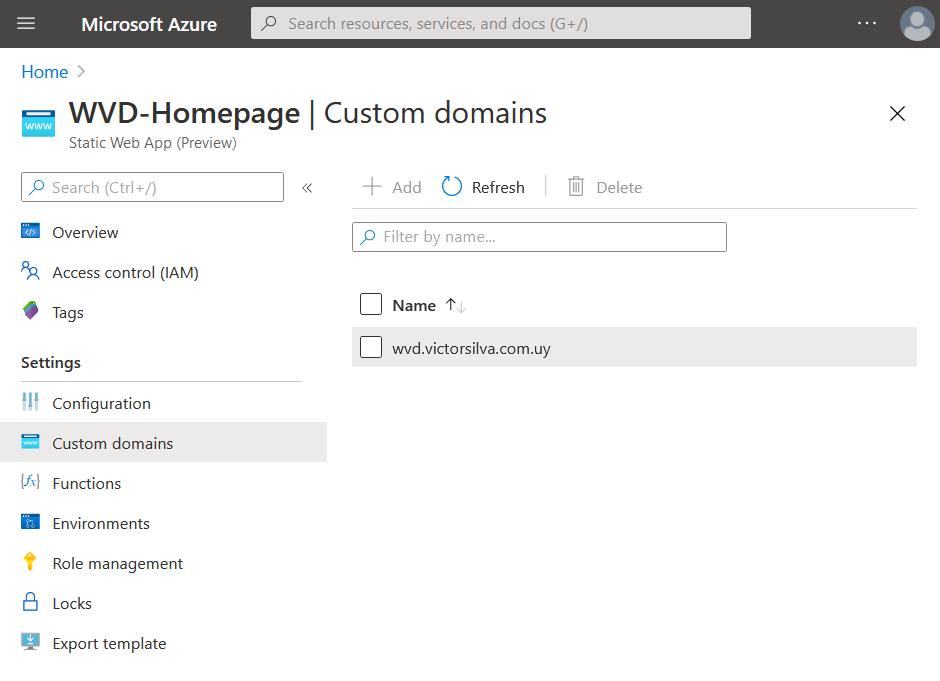 Microsoft Azure
Search resources, services, and docs (G+/)
Home
WVD-Homepage | Custom domains
Static Web App (Preview)
Search (Ctrl+/)
Overview
Access control (IAM)
Tags
Settings
Configuration
Custom domains
Functions
Environments
Role management
Locks
Export template
Add
Refresh
Delete
Filter by name...
Name
wvd.victorsilva.com.uy